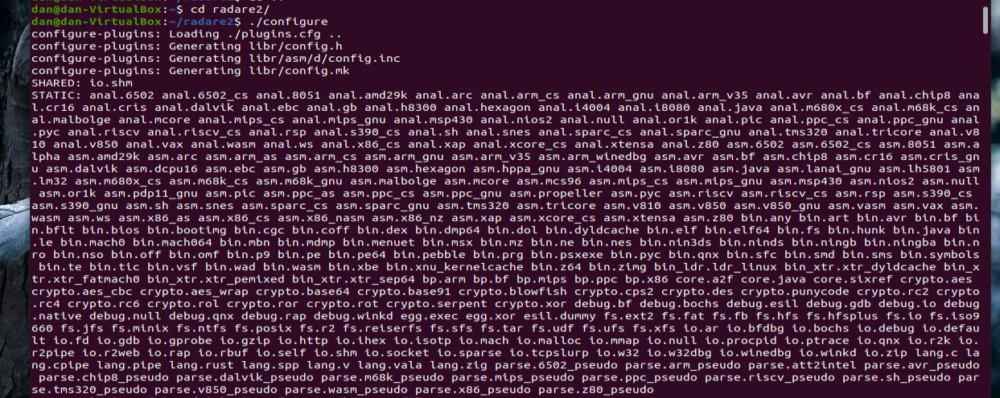 dan@dan-VirtualBox:~$ cd radare2/
dan@dan-VirtualBox:~/radare2$ ./configure
configure-plugins: Loading ./plugins.cfg ..
configure-plugins: Generating libr/config.h
configure-plugins: Generating libr/asm/d/config.inc
configure-plugins: Generating libr/config.mk
SHARED: io.shm
STATIC: anal.6502 anal.6502_cs anal.8051 anal.amd29k anal.arc anal.arm_cs anal.arm_gnu anal.arm_v35 anal.avr anal.bf anal.chip8 ana
l.cr16 anal.cris anal.dalvik anal.ebc anal.gb anal.h8300 anal.hexagon anal.i4004 anal.i8080 anal.java anal.m680x_cs anal.m68k_cs an
al.malbolge anal.mcore anal.mips_cs anal.mips_gnu anal.msp430 anal.nios2 anal.null anal.or1k anal.pic anal.ppc_cs anal.ppc_gnu anal
.pyc anal.riscv anal.riscv_cs anal.rsp anal.s390_cs anal.sh anal.snes anal.sparc_cs anal.sparc_gnu anal.tms320 anal.tricore anal.v8
10 anal.v850 anal.vax anal.wasm anal.ws anal.x86_cs anal.xap anal.xcore_cs anal.xtensa anal.z80 asm.6502 asm.6502_cs asm.8051 asm.a
lpha asm.amd29k asm.arc asm.arm_as asm.arm_cs asm.arm_gnu asm.arm_v35 asm.arm_winedbg asm.avr asm.bf asm.chip8 asm.cr16 asm.cris_gn
u asm.dalvik asm.dcpu16 asm.ebc asm.gb asm.h8300 asm.hexagon asm.hppa_gnu asm.i4004 asm.i8080 asm.java asm.lanai_gnu asm.lh5801 asm
.lm32 asm.m680x_cs asm.m68k_cs asm.m68k_gnu asm.malbolge asm.mcore asm.mcs96 asm.mips_cs asm.mips_gnu asm.msp430 asm.nios2 asm.null
asm.or1k asm.pdp11_gnu asm.pic asm.ppc_as asm.ppc_cs asm.ppc_gnu asm.propeller asm.pyc asm.riscv asm.riscv_cs asm.rsp asm.s390_cs
asm.s390_gnu asm.sh asm.snes asm.sparc_cs asm.sparc_gnu asm.tms320 asm.tricore asm.v810 asm.v850 asm.v850_gnu asm.vasm asm.vax asm.
wasm asm.ws asm.x86_as asm.x86_cs asm.x86_nasm asm.x86_nz asm.xap asm.xcore_cs asm.xtensa asm.z80 bin.any bin.art bin.avr bin.bf bi
n.bflt bin.bios bin.bootimg bin.cgc bin.coff bin.dex bin.dmp64 bin.dol bin.dyldcache bin.elf bin.elf64 bin.fs bin.hunk bin.java bin
.le bin.mach0 bin.mach064 bin.mbn bin.mdmp bin.menuet bin.msx bin.mz bin.ne bin.nes bin.nin3ds bin.ninds bin.ningb bin.ningba bin.n
ro bin.nso bin.off bin.omf bin.p9 bin.pe bin.pe64 bin.pebble bin.prg bin.psxexe bin.pyc bin.qnx bin.sfc bin.smd bin.sms bin.symbols
bin.te bin.tic bin.vsf bin.wad bin.wasm bin.xbe bin.xnu_kernelcache bin.z64 bin.zimg bin_ldr.ldr_linux bin_xtr.xtr_dyldcache bin_x
tr.xtr_fatmach0 bin_xtr.xtr_pemixed bin_xtr.xtr_sep64 bp.arm bp.bf bp.mips bp.ppc bp.x86 core.a2f core.java core.sixref crypto.aes
crypto.aes_cbc crypto.aes_wrap crypto.base64 crypto.base91 crypto.blowfish crypto.cps2 crypto.des crypto.punycode crypto.rc2 crypto
.rc4 crypto.rc6 crypto.rol crypto.ror crypto.rot crypto.serpent crypto.xor debug.bf debug.bochs debug.esil debug.gdb debug.io debug
.native debug.null debug.qnx debug.rap debug.winkd egg.exec egg.xor esil.dummy fs.ext2 fs.fat fs.fb fs.hfs fs.hfsplus fs.io fs.iso9
660 fs.jfs fs.minix fs.ntfs fs.posix fs.r2 fs.reiserfs fs.sfs fs.tar fs.udf fs.ufs fs.xfs io.ar io.bfdbg io.bochs io.debug io.defau
lt io.fd io.gdb io.gprobe io.gzip io.http io.ihex io.isotp io.mach io.malloc io.mmap io.null io.procpid io.ptrace io.qnx io.r2k io.
r2pipe io.r2web io.rap io.rbuf io.self io.shm io.socket io.sparse io.tcpslurp io.w32 io.w32dbg io.winedbg io.winkd io.zip lang.c la
ng.cpipe lang.pipe lang.rust lang.spp lang.v lang.vala lang.zig parse.6502_pseudo parse.arm_pseudo parse.att2intel parse.avr_pseudo
parse.chip8_pseudo parse.dalvik_pseudo parse.m68k_pseudo parse.mips_pseudo parse.ppc_pseudo parse.riscv_pseudo parse.sh_pseudo par
se.tms320_pseudo parse.v850_pseudo parse.wasm_pseudo parse.x86_pseudo parse.z80_pseudo